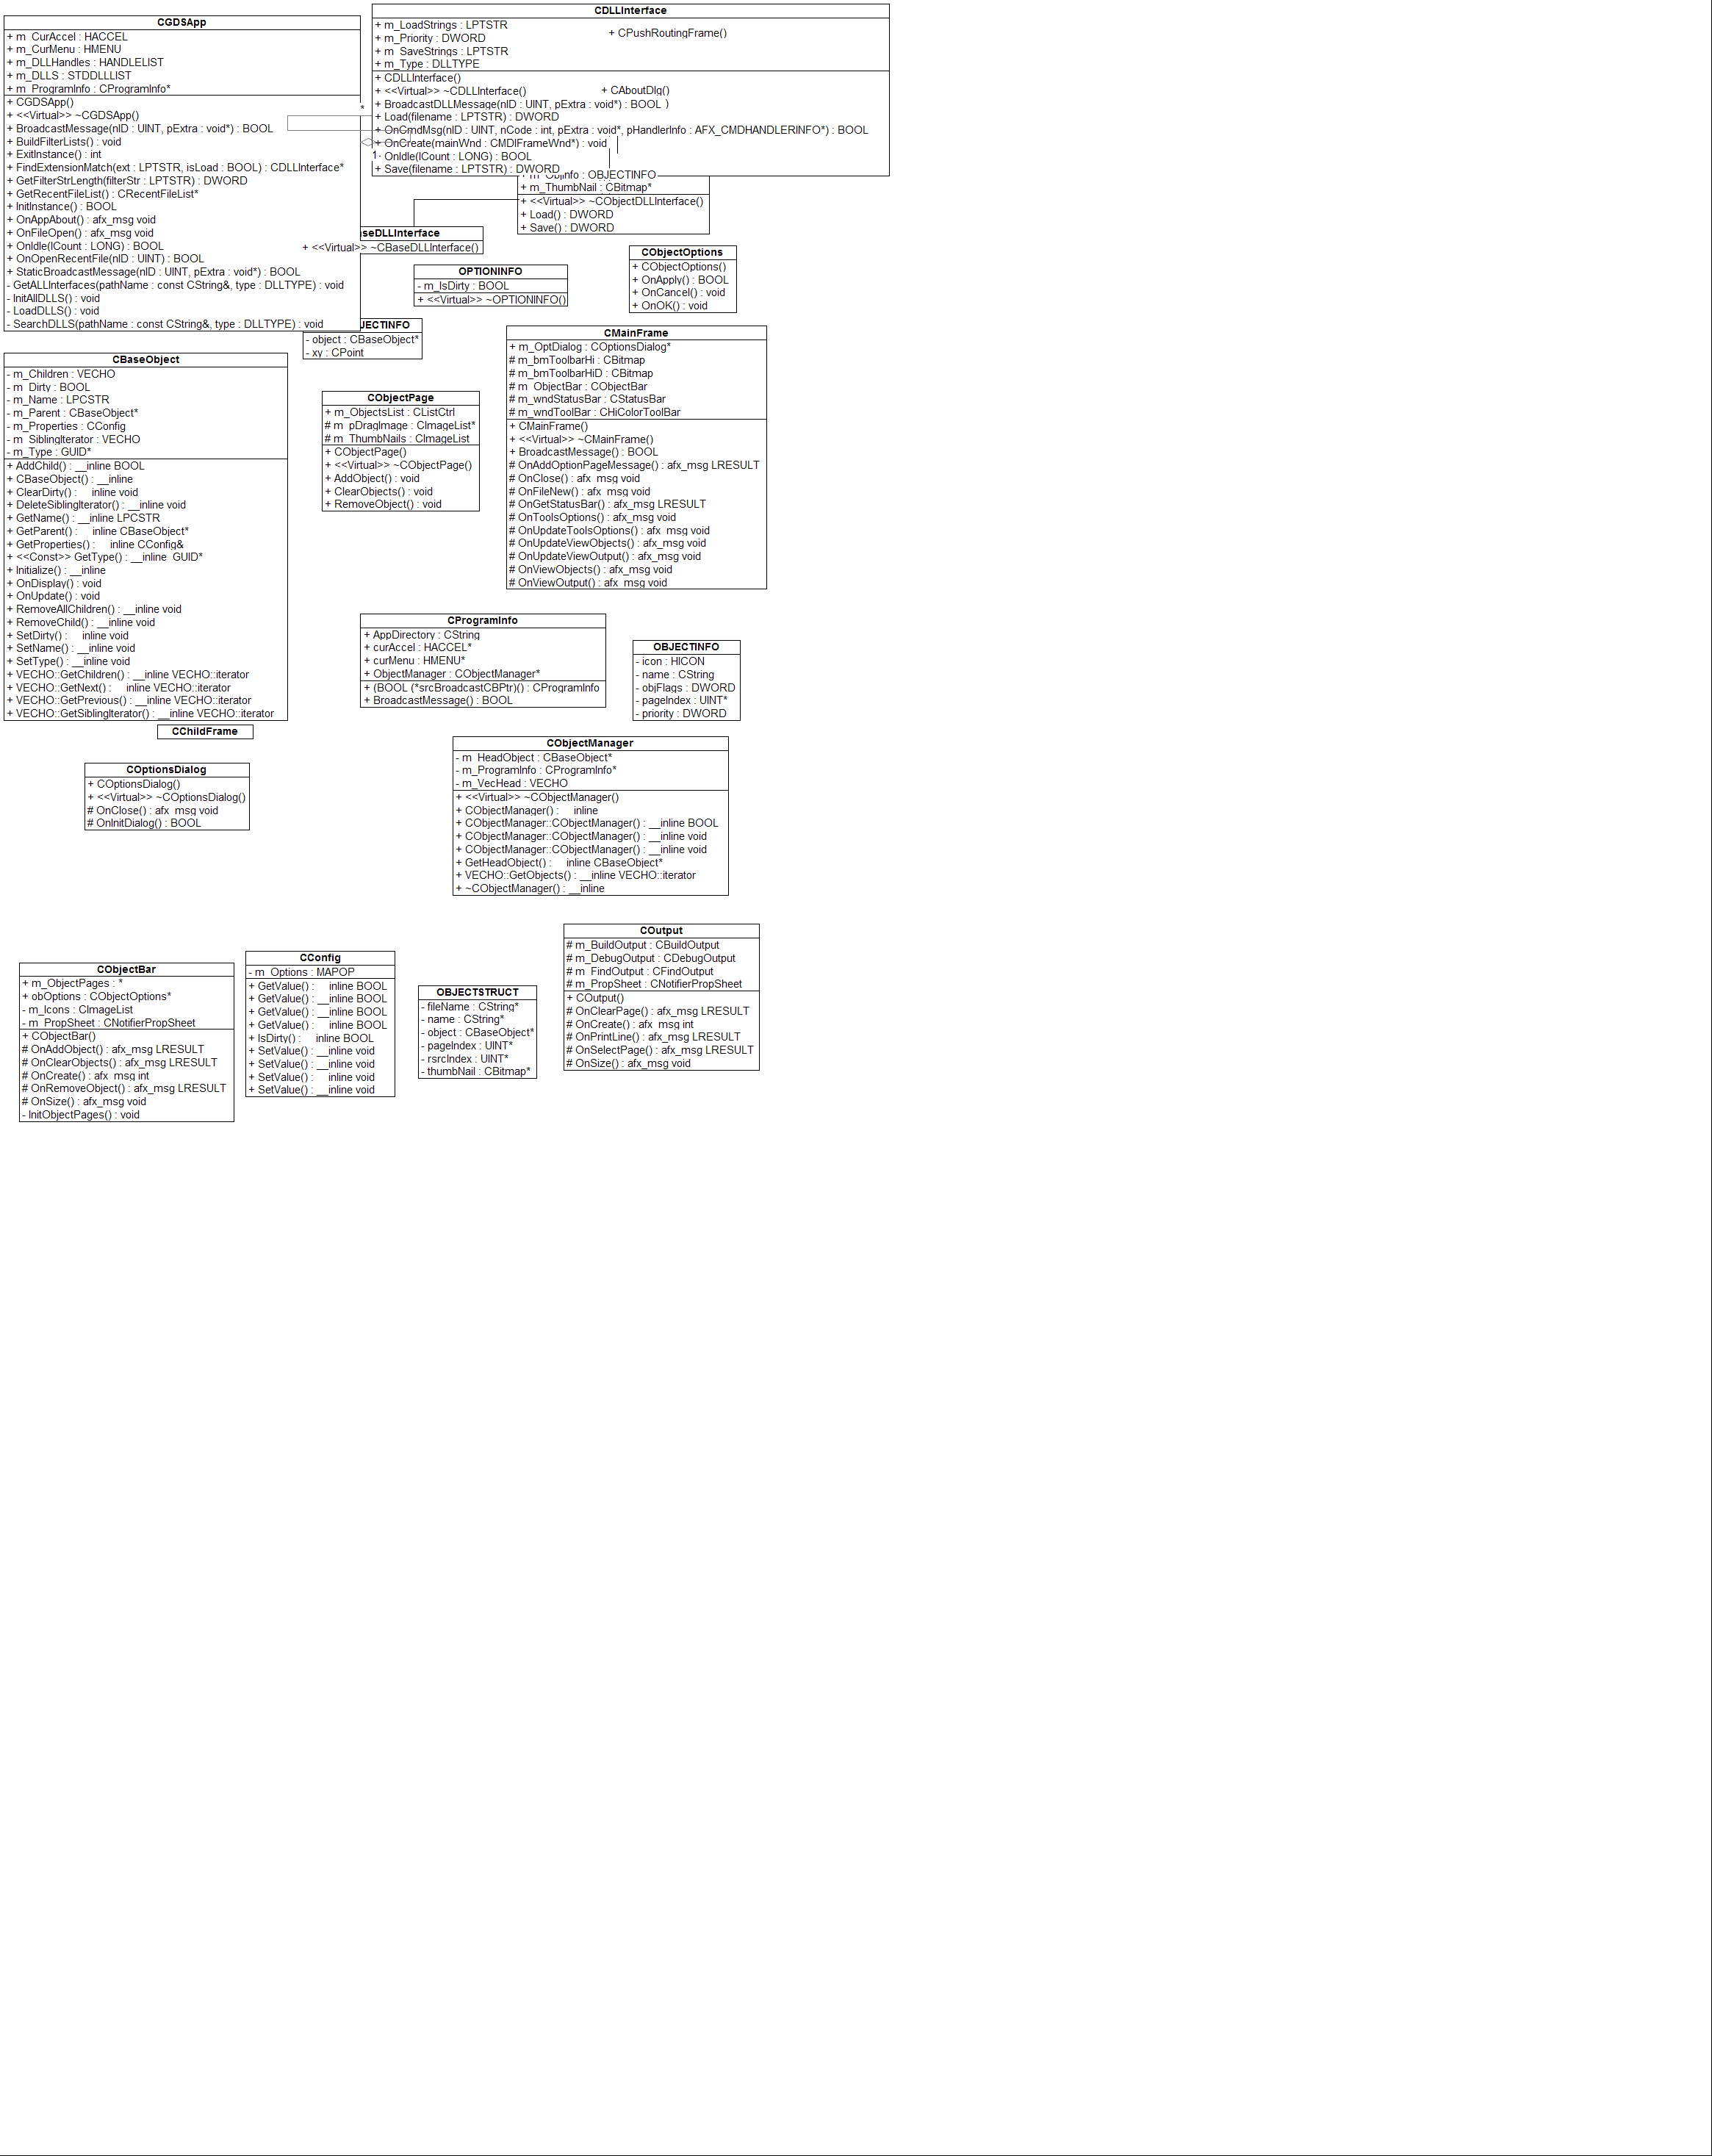 CGDSApp
+ m_CurAccel : HACCEL
+ m_CurMenu : HMENU
+ m_DLLHandles : HANDLELIST
+ m_DLLS : STDDLLLIST
+ m_ProgramInfo : CProgramInfo*
+ CGDSApp()
+ <<Virtual>> ~CGDSApp()
+ BroadcastMessage(nID : UINT, pExtra : void*) : BOOL
+ BuildFilterLists() : void
+ ExitInstance() : int
+ FindExtensionMatch(ext : LPTSTR, isLoad : BOOL) : CDLLInterface*
+ GetFilterStrLength(filterStr : LPTSTR) : DWORD
+ GetRecentFileList() : CRecentFileList*
+ InitInstance() : BOOL
+ OnAppAbout() : afx_msg void
+ OnFileOpen() : afx_msg void
+ OnIdle(lCount : LONG) : BOOL
+ OnOpenRecentFile(nID : UINT) : BOOL
+ StaticBroadcastMessage(nID : UINT, pExtra : void*) : BOOL
- GetALLInterfaces(pathName : const CString&, type : DLLTYPE) : void
- InitAllDLLS() : void
- LoadDLLS() : void
- SearchDLLS(pathName : const CString&, type : DLLTYPE) : void
*
1
CDLLInterface
+ m_LoadStrings : LPTSTR
+ m_Priority : DWORD
+ m_SaveStrings : LPTSTR
+ m_Type : DLLTYPE
+ CPushRoutingFrame()
+ CDLLInterface()
+ <<Virtual>> ~CDLLInterface()
+ CAboutDlg()
+ BroadcastDLLMessage(nID : UINT, pExtra : void*) : BOOL )
+ Load(filename : LPTSTR) : DWORD
+ OnCmdMsg(nID : UINT, nCode : int, pExtra : void*, pHandlerInfo : AFX_CMDHANDLERINFO*) : BOOL
+ OnCreate(mainWnd : CMDIFrameWnd*) : void
- OnIdle(lCount : LONG) : BOOL
+ Save(filename : LPTSTR) : DWORD
+ m_ObjInfo : OBJECTINFO
+ m_ThumbNail : CBitmap*
+ <<Virtual>> ~CObjectDLLInterface()
+ Load() : DWORD
+ Save() : DWORD
seDLLInterface
+ <<Virtual>> ~CBaseDLLInterface()
OPTIONINFO
- m_IsDirty : BOOL
+ <<Virtual>> ~OPTIONINFO()
CObjectOptions
+ CObjectOptions()
+ OnApply() : BOOL
+ OnCancel() : void
+ OnOK() : void
JECTINFO
- object : CBaseObject*
- xy : CPoint
CMainFrame
+ m_OptDialog : COptionsDialog*
# m_bmToolbarHi : CBitmap
# m_bmToolbarHiD : CBitmap
# m_ObjectBar : CObjectBar
# m_wndStatusBar : CStatusBar
# m_wndToolBar : CHiColorToolBar
+ CMainFrame()
+ <<Virtual>> ~CMainFrame()
+ BroadcastMessage() : BOOL
# OnAddOptionPageMessage() : afx_msg LRESULT
# OnClose() : afx_msg void
# OnFileNew() : afx_msg void
# OnGetStatusBar() : afx_msg LRESULT
# OnToolsOptions() : afx_msg void
# OnUpdateToolsOptions() : afx_msg void
# OnUpdateViewObjects() : afx_msg void
# OnUpdateViewOutput() : afx_msg void
# OnViewObjects() : afx_msg void
# OnViewOutput() : afx_msg void
CBaseObject
- m_Children : VECHO
- m_Dirty : BOOL
- m_Name : LPCSTR
- m_Parent : CBaseObject*
- m_Properties : CConfig
- m_SiblingIterator : VECHO
- m_Type : GUID*
+ AddChild() : __inline BOOL
+ CBaseObject() : __inline
+ ClearDirty() : __inline void
+ DeleteSiblingIterator() : __inline void
+ GetName() : __inline LPCSTR
+ GetParent() : __inline CBaseObject*
+ GetProperties() : __inline CConfig&
+ <<Const>> GetType() : __inline GUID*
+ Initialize() : __inline
+ OnDisplay() : void
+ OnUpdate() : void
+ RemoveAllChildren() : __inline void
+ RemoveChild() : __inline void
+ SetDirty() : __inline void
+ SetName() : __inline void
+ SetType() : __inline void
+ VECHO::GetChildren() : __inline VECHO::iterator
+ VECHO::GetNext() : __inline VECHO::iterator
+ VECHO::GetPrevious() : __inline VECHO::iterator
+ VECHO::GetSiblingIterator() : __inline VECHO::iterator
CObjectPage
+ m_ObjectsList : CListCtrl
# m_pDragImage : CImageList*
# m_ThumbNails : CImageList
+ CObjectPage()
+ <<Virtual>> ~CObjectPage()
+ AddObject() : void
+ ClearObjects() : void
+ RemoveObject() : void
CProgramInfo
+ AppDirectory : CString
+ curAccel : HACCEL*
+ curMenu : HMENU*
+ ObjectManager : CObjectManager*
+ (BOOL (*srcBroadcastCBPtr)() : CProgramInfo
+ BroadcastMessage() : BOOL
OBJECTINFO
- icon : HICON
- name : CString
- objFlags : DWORD
- pageIndex : UINT*
- priority : DWORD
CChildFrame
COptionsDialog
+ COptionsDialog()
+ <<Virtual>> ~COptionsDialog()
# OnClose() : afx_msg void
# OnInitDialog() : BOOL
CObjectManager
- m_HeadObject : CBaseObject*
- m_ProgramInfo : CProgramInfo*
- m_VecHead : VECHO
+ <<Virtual>> ~CObjectManager()
+ CObjectManager() : __inline
+ CObjectManager::CObjectManager() : __inline BOOL
+ CObjectManager::CObjectManager() : __inline void
+ CObjectManager::CObjectManager() : __inline void
+ GetHeadObject() : __inline CBaseObject*
+ VECHO::GetObjects() : __inline VECHO::iterator
+ ~CObjectManager() : __inline
CObjectBar
+ m_ObjectPages : *
+ obOptions : CObjectOptions*
- m_Icons : CImageList
- m_PropSheet : CNotifierPropSheet
+ CObjectBar()
# OnAddObject() : afx_msg LRESULT
# OnClearObjects() : afx_msg LRESULT
# OnCreate() : afx_msg int
# OnRemoveObject() : afx_msg LRESULT
# OnSize() : afx_msg void
- InitObjectPages() : void
CConfig
- m_Options : MAPOP
+ GetValue() : __inline BOOL
+ GetValue() : __inline BOOL
+ GetValue() : __inline BOOL
+ GetValue() : __inline BOOL
+ IsDirty() : __inline BOOL
+ SetValue() : __inline void
+ SetValue() : __inline void
+ SetValue() : __inline void
+ SetValue() : __inline void
OBJECTSTRUCT
- fileName : CString*
- name : CString*
- object : CBaseObject*
- pageIndex : UINT*
- rsrcIndex : UINT*
- thumbNail : CBitmap*
COutput
# m_BuildOutput : CBuildOutput
# m_DebugOutput : CDebugOutput
# m_FindOutput : CFindOutput
# m_PropSheet : CNotifierPropSheet
+ COutput()
# OnClearPage() : afx_msg LRESULT
# OnCreate() : afx_msg int
# OnPrintLine() : afx_msg LRESULT
# OnSelectPage() : afx_msg LRESULT
# OnSize() : afx_msg void